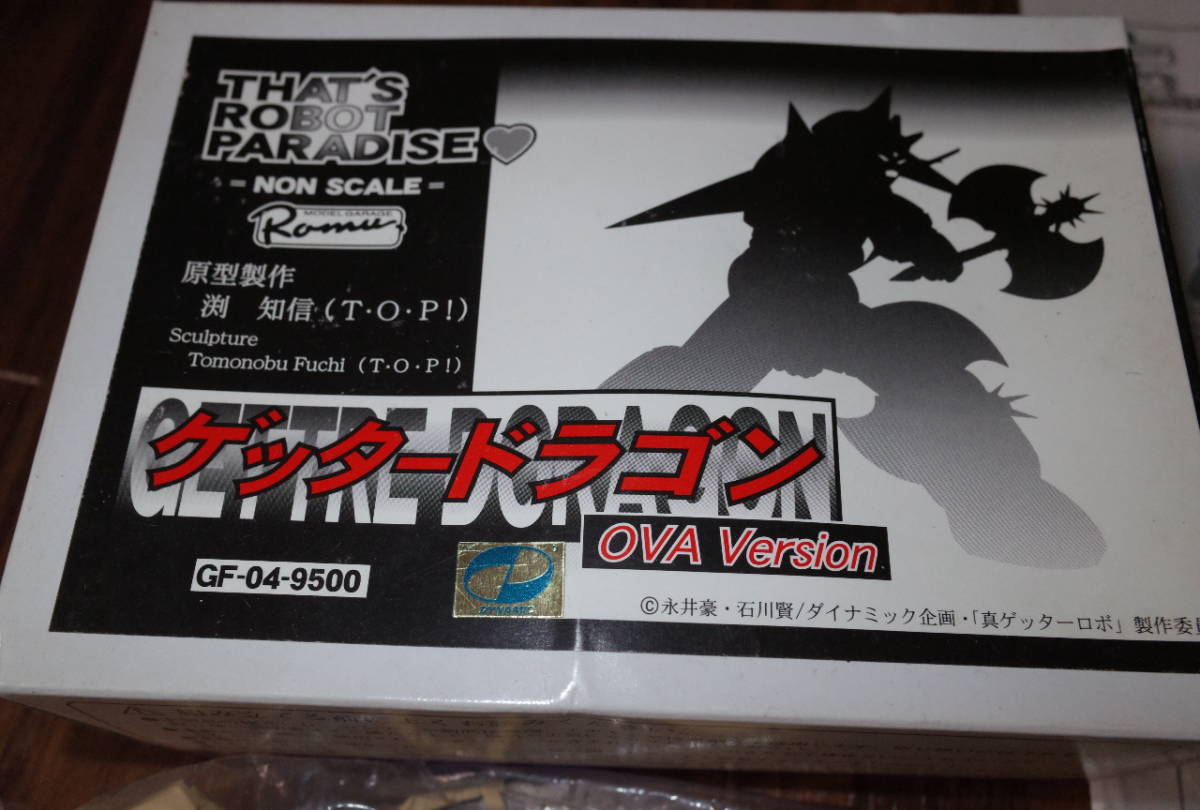 THAT'S
ROBOT
PARADISE
- NON SCALE -
MODEL GARAGE
Romu
原型製作
渕 知信(T・O・P!)
Sculpture
Tomonobu Fuchi (T・O・P!)
GETTRE DORAGON
ゲッタードラゴン
OVA Version
GF-04-9500
DYNAMIC
©永井豪・石川賢/ダイナミック企画・「真ゲッターロボ」製作委